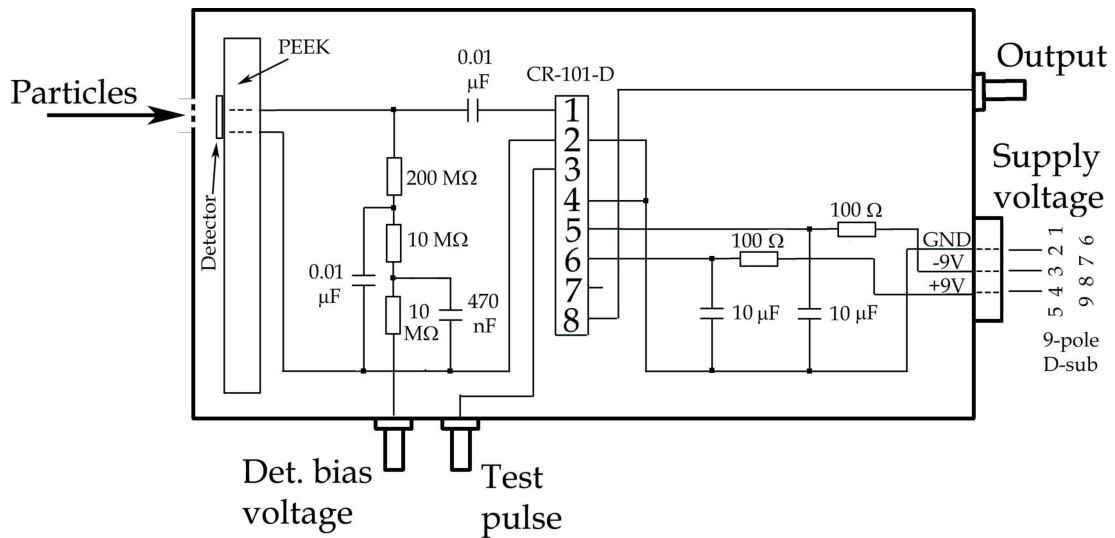 PEEK
Particles
Detector
0.01
µF
CR-101-D
1
2
3
4
5
6
7
8
200 MΩ
10 MΩ
0.01
µF
10
MΩ
470
nF
100 Ω
100 Ω
10 µF
10 µF
Output
Supply
voltage
GND
-9V
+9V
5 4 3 2 1
9 8 7 6
9-pole
D-sub
Det. bias
voltage
Test
pulse